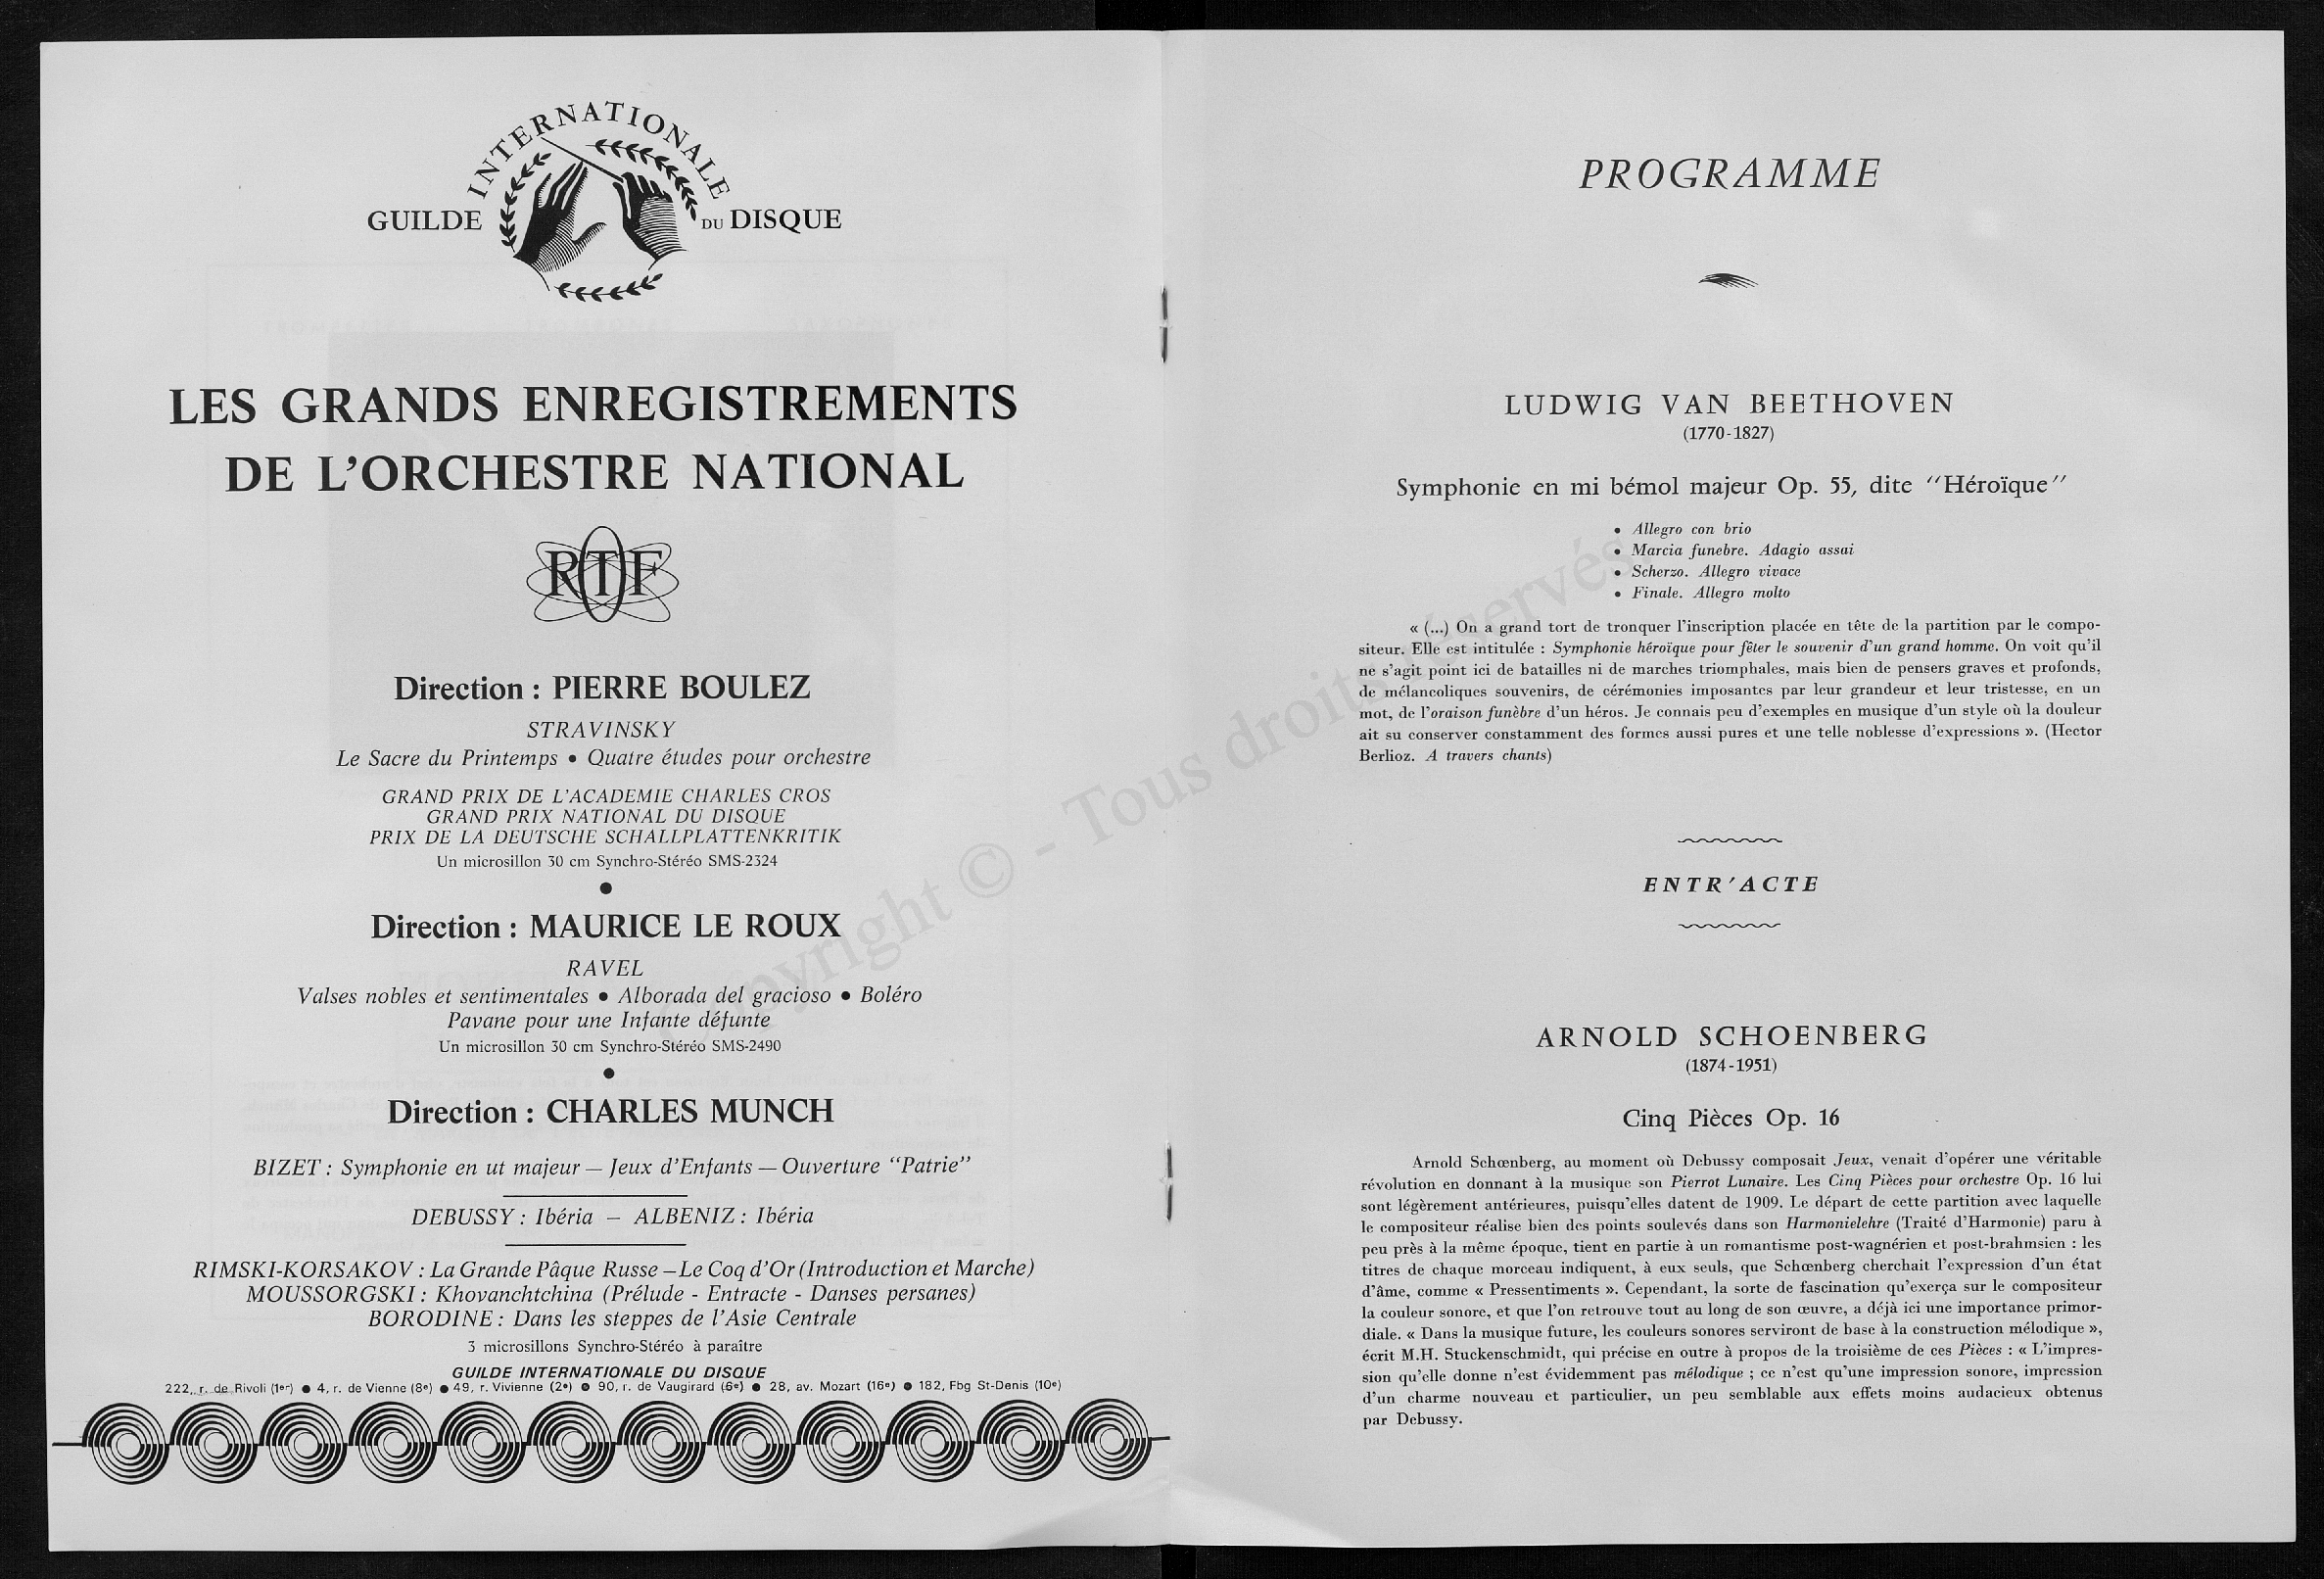 INTERNATIONALE
GUILDE DU DISQUE
LES GRANDS ENREGISTREMENTS
DE L'ORCHESTRE NATIONAL
RTF
Direction : PIERRE BOULEZ
STRAVINSKY
Le Sacre du Printemps • Quatre études pour orchestre
GRAND PRIX DE L'ACADEMIE CHARLES CROS
GRAND PRIX NATIONAL DU DISQUE
PRIX DE LA DEUTSCHE SCHALLPLATTENKRITIK
Un microsillon 30 cm Synchro-Stéréo SMS-2324
•
Direction : MAURICE LE ROUX
RAVEL
Valses nobles et sentimentales • Alborada del gracioso • Boléro
Pavane pour une Infante défunte
Un microsillon 30 cm Synchro-Stéréo SMS-2490
•
Direction : CHARLES MUNCH
BIZET : Symphonie en ut majeur — Jeux d'Enfants — Ouverture "Patrie"
DEBUSSY : Ibéria — ALBENIZ : Ibéria
RIMSKI-KORSAKOV : La Grande Pâque Russe — Le Coq d'Or (Introduction et Marche)
MOUSSORGSKI : Khovanchtchina (Prélude - Entracte - Danses persanes)
BORODINE : Dans les steppes de l'Asie Centrale
3 microsillons Synchro-Stéréo à paraître
GUILDE INTERNATIONALE DU DISQUE
222, r. de Rivoli (1er) • 4, r. de Vienne (8e) • 49, r. Vivienne (2e) • 90, r. de Vaugirard (6e) • 28, av. Mozart (16e) • 182, Fbg St-Denis (10e)
PROGRAMME
LUDWIG VAN BEETHOVEN
(1770-1827)
Symphonie en mi bémol majeur Op. 55, dite "Héroïque"
• Allegro con brio
• Marcia funebre. Adagio assai
• Scherzo. Allegro vivace
• Finale. Allegro molto
« (...) On a grand tort de tronquer l'inscription placée en tête de la partition par le compo-
siteur. Elle est intitulée : Symphonie héroïque pour fêter le souvenir d'un grand homme. On voit qu'il
ne s'agit point ici de batailles ni de marches triomphales, mais bien de pensers graves et profonds,
de mélancoliques souvenirs, de cérémonies imposantes par leur grandeur et leur tristesse, en un
mot, de l'oraison funèbre d'un héros. Je connais peu d'exemples en musique d'un style où la douleur
ait su conserver constamment des formes aussi pures et une telle noblesse d'expressions ». (Hector
Berlioz. A travers chants)
ENTR'ACTE
ARNOLD SCHOENBERG
(1874-1951)
Cinq Pièces Op. 16
Arnold Schœnberg, au moment où Debussy composait Jeux, venait d'opérer une véritable
révolution en donnant à la musique son Pierrot Lunaire. Les Cinq Pièces pour orchestre Op. 16 lui
sont légèrement antérieures, puisqu'elles datent de 1909. Le départ de cette partition avec laquelle
le compositeur réalise bien des points soulevés dans son Harmonielehre (Traité d'Harmonie) paru à
peu près à la même époque, tient en partie à un romantisme post-wagnérien et post-brahmsien : les
titres de chaque morceau indiquent, à eux seuls, que Schœnberg cherchait l'expression d'un état
d'âme, comme « Pressentiments ». Cependant, la sorte de fascination qu'exerça sur le compositeur
la couleur sonore, et que l'on retrouve tout au long de son œuvre, a déjà ici une importance primor-
diale. « Dans la musique future, les couleurs sonores serviront de base à la construction mélodique »,
écrit M.H. Stuckenschmidt, qui précise en outre à propos de la troisième de ces Pièces : « L'impres-
sion qu'elle donne n'est évidemment pas mélodique ; ce n'est qu'une impression sonore, impression
d'un charme nouveau et particulier, un peu semblable aux effets moins audacieux obtenus
par Debussy.
Copyright © - Tous droits réservés